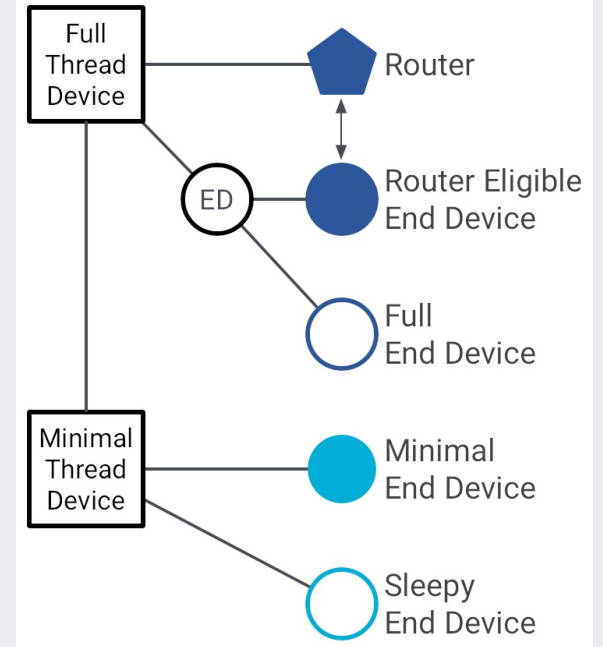 Full
Thread
Device
Router
ED
Router Eligible
End Device
Full
End Device
Minimal
Thread
Device
Minimal
End Device
Sleepy
End Device